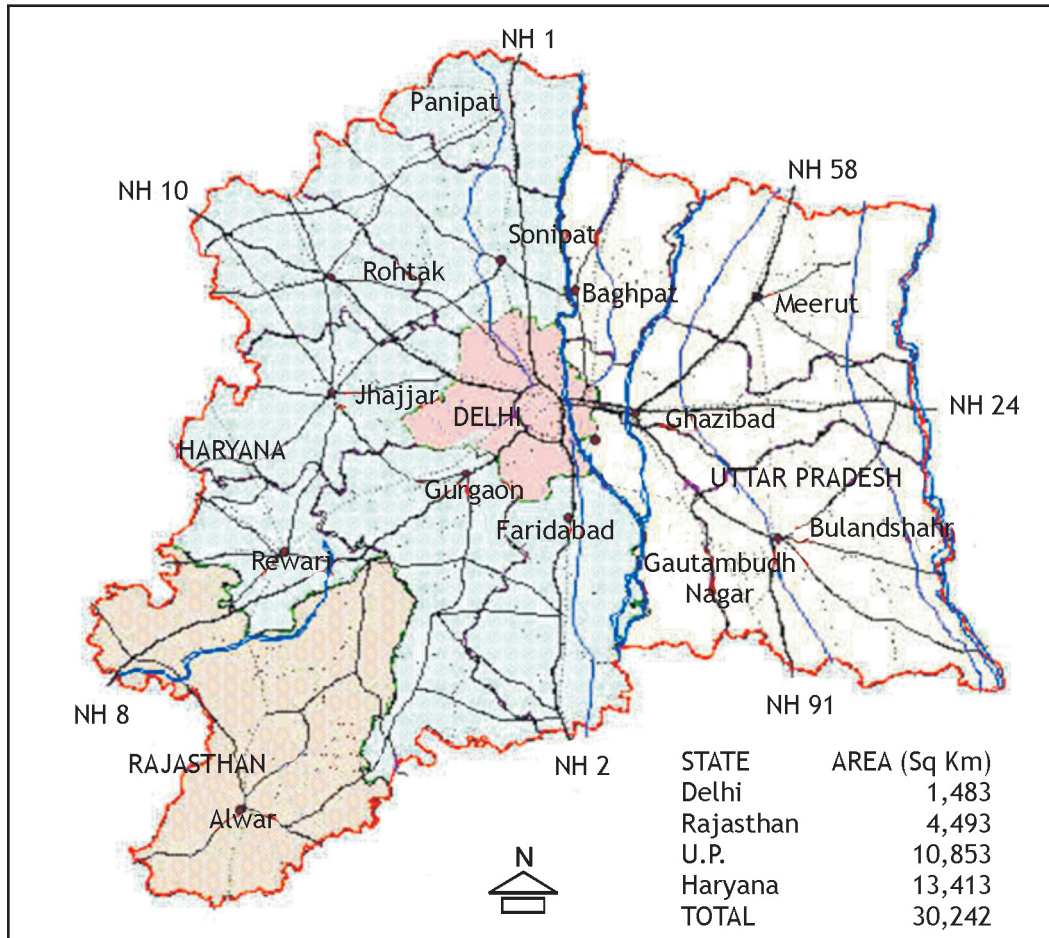 NH 1
Panipat
NH 58
NH 10
Sonipat
Rohtak
Baghpat
Meerut
Jhajjar
DELHI
Ghazibad
NH 24
HARYANA
Gurgaon
UTTAR PRADESH
Faridabad
Bulandshahr
Rewari
Gautambudh
Nagar
NH 8
NH 91
RAJASTHAN
NH 2
Alwar
N
STATE AREA (Sq Km)
Delhi 1,483
Rajasthan 4,493
U.P. 10,853
Haryana 13,413
TOTAL 30,242